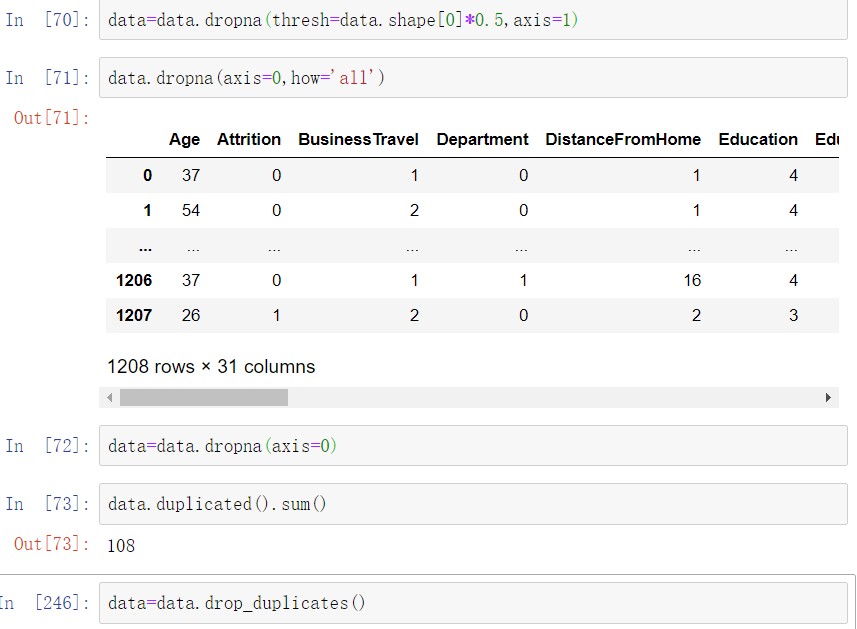 In [70]: data=data.dropna(thresh=data.shape[0]*0.5,axis=1)
In [71]: data.dropna(axis=0,how='all')
Out[71]:
Age Attrition BusinessTravel Department DistanceFromHome Education Edu
0 37 0 1 0 1 4
1 54 0 2 0 1 4
... ... ... ... ... ... ...
1206 37 0 1 1 16 4
1207 26 1 2 0 2 3
1208 rows × 31 columns
In [72]: data=data.dropna(axis=0)
In [73]: data.duplicated().sum()
Out[73]: 108
In [246]: data=data.drop_duplicates()